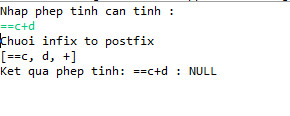 Nhap phep tinh can tinh :
==c+d
Chuoi infix to postfix
[==c, d, +]
Ket qua phep tinh: ==c+d : NULL